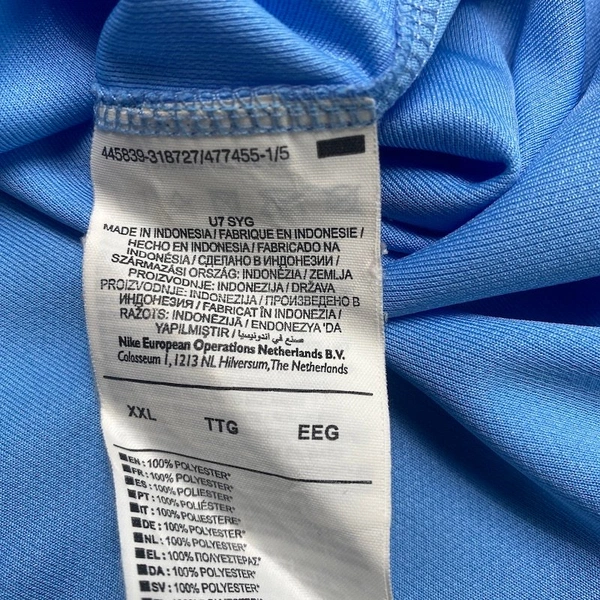 445839-318727/477455-1/5
U7 SYG
MADE IN INDONESIA / FABRIQUE EN INDONESIE /
HECHO EN INDONESIA / FABRICADO NA
INDONÉSIA / СДЕЛАНО В ИНДОНЕЗИИ /
SZÁRMAZÁSI ORSZÁG: INDONÉZIA / ZEMLJA
PROIZVODNJE: INDONEZIJA / DRŽAVA
PROIZVODNJE: INDONEZIJA / ПРОИЗВЕДЕНО В
ИНДОНЕЗИЯ / FABRICAT ÎN INDONEZIA /
RAŽOTS: INDONEZIJĀ / ENDONEZYA 'DA
YAPILMIŞTIR / صنع في أندونيسيا
Nike European Operations Netherlands B.V.
Colosseum 1, 1213 NL Hilversum, The Netherlands
XXL TTG EEG
EN : 100% POLYESTER*
FR : 100% POLYESTER*
ES : 100% POLIÉSTER*
PT : 100% POLIÉSTER*
IT : 100% POLIESTERE*
DE : 100% POLYESTER*
NL : 100% POLYESTER*
EL : 100% ΠΟΛΥΕΣΤΕΡΑΣ*
DA : 100% POLYESTER*
SV : 100% POLYESTER*